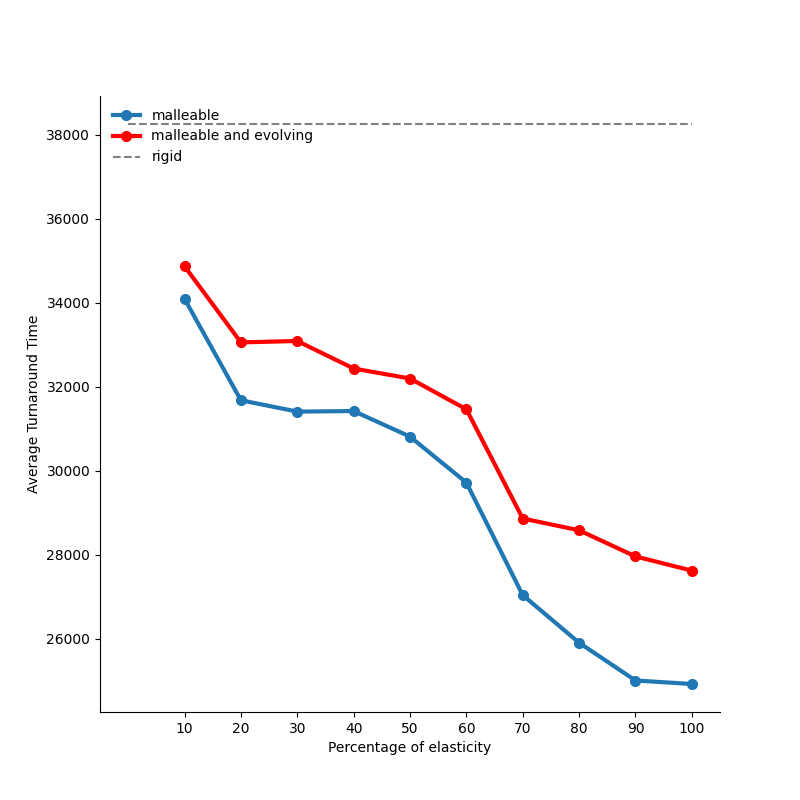 malleable
malleable and evolving
rigid
38000
36000
34000
32000
30000
28000
26000
Average Turnaround Time
10 20 30 40 50 60 70 80 90 100
Percentage of elasticity